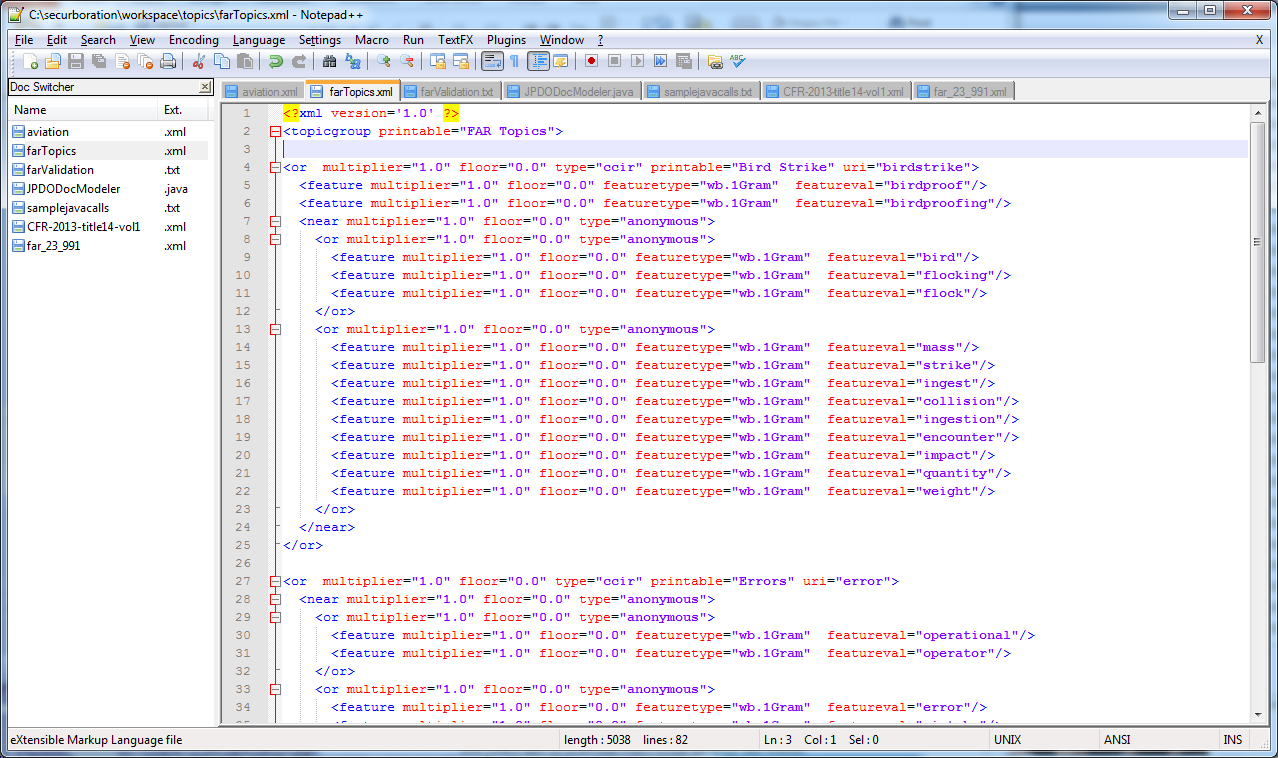 C:\securboration\workspace\topics\farTopics.xml - Notepad++
File Edit Search View Encoding Language Settings Macro Run TextFX Plugins Window ? X
Doc Switcher
aviation.xml farTopics.xml farValidation.txt JPDODocModeler.java samplejavacalls.txt CFR-2013-title14-vol1.xml far_23_991.xml
Name Ext.
aviation .xml
farTopics .xml
farValidation .txt
JPDODocModeler .java
samplejavacalls .txt
CFR-2013-title14-vol1 .xml
far_23_991 .xml
1 <?xml version='1.0' ?>
2 <topicgroup printable="FAR Topics">
3
4 <or  multiplier="1.0" floor="0.0" type="ccir" printable="Bird Strike" uri="birdstrike">
5   <feature multiplier="1.0" floor="0.0" featuretype="wb.1Gram"  featureval="birdproof"/>
6   <feature multiplier="1.0" floor="0.0" featuretype="wb.1Gram"  featureval="birdproofing"/>
7   <near multiplier="1.0" floor="0.0" type="anonymous">
8     <or multiplier="1.0" floor="0.0" type="anonymous">
9       <feature multiplier="1.0" floor="0.0" featuretype="wb.1Gram"  featureval="bird"/>
10       <feature multiplier="1.0" floor="0.0" featuretype="wb.1Gram"  featureval="flocking"/>
11       <feature multiplier="1.0" floor="0.0" featuretype="wb.1Gram"  featureval="flock"/>
12     </or>
13     <or multiplier="1.0" floor="0.0" type="anonymous">
14       <feature multiplier="1.0" floor="0.0" featuretype="wb.1Gram"  featureval="mass"/>
15       <feature multiplier="1.0" floor="0.0" featuretype="wb.1Gram"  featureval="strike"/>
16       <feature multiplier="1.0" floor="0.0" featuretype="wb.1Gram"  featureval="ingest"/>
17       <feature multiplier="1.0" floor="0.0" featuretype="wb.1Gram"  featureval="collision"/>
18       <feature multiplier="1.0" floor="0.0" featuretype="wb.1Gram"  featureval="ingestion"/>
19       <feature multiplier="1.0" floor="0.0" featuretype="wb.1Gram"  featureval="encounter"/>
20       <feature multiplier="1.0" floor="0.0" featuretype="wb.1Gram"  featureval="impact"/>
21       <feature multiplier="1.0" floor="0.0" featuretype="wb.1Gram"  featureval="quantity"/>
22       <feature multiplier="1.0" floor="0.0" featuretype="wb.1Gram"  featureval="weight"/>
23     </or>
24   </near>
25 </or>
26
27 <or  multiplier="1.0" floor="0.0" type="ccir" printable="Errors" uri="error">
28   <near multiplier="1.0" floor="0.0" type="anonymous">
29     <or multiplier="1.0" floor="0.0" type="anonymous">
30       <feature multiplier="1.0" floor="0.0" featuretype="wb.1Gram"  featureval="operational"/>
31       <feature multiplier="1.0" floor="0.0" featuretype="wb.1Gram"  featureval="operator"/>
32     </or>
33     <or multiplier="1.0" floor="0.0" type="anonymous">
34       <feature multiplier="1.0" floor="0.0" featuretype="wb.1Gram"  featureval="error"/>
eXtensible Markup Language file length : 5038 lines : 82 Ln : 3 Col : 1 Sel : 0 UNIX ANSI INS